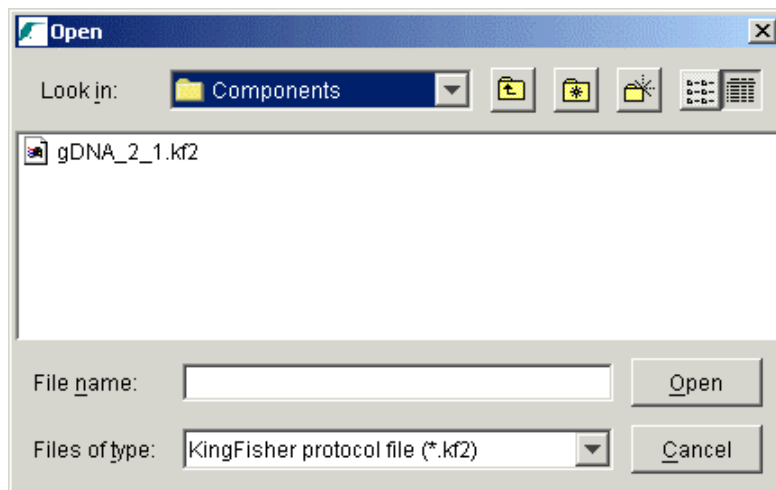 Open
Look in: Components
gDNA_2_1.kf2
File name: Open
Files of type: KingFisher protocol file (*.kf2) Cancel